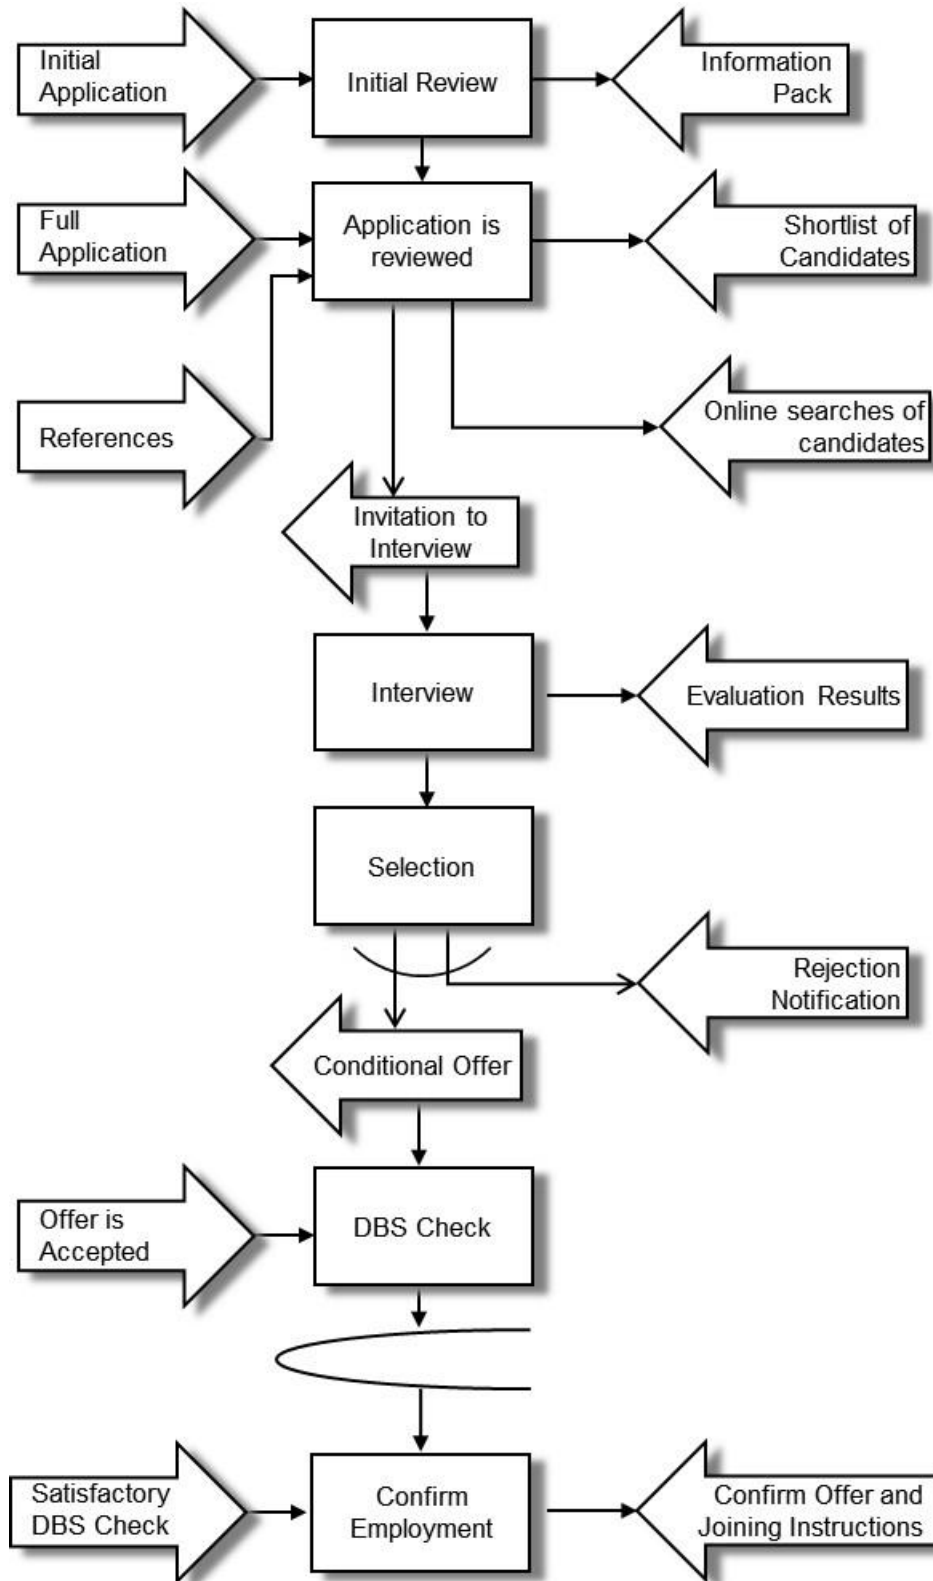 Initial
Application
Initial Review
Information
Pack
Full
Application
Application is
reviewed
Shortlist of
Candidates
References
Online searches of
candidates
Invitation to
Interview
Interview
Evaluation Results
Selection
Rejection
Notification
Conditional Offer
Offer is
Accepted
DBS Check
Satisfactory
DBS Check
Confirm
Employment
Confirm Offer and
Joining Instructions